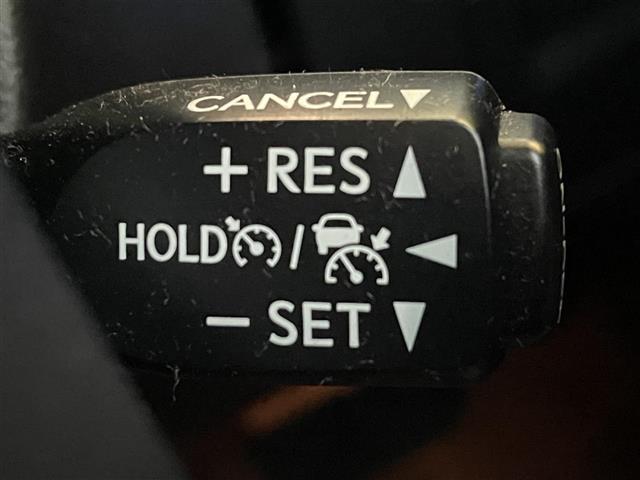 CANCEL▼
+ RES ▲
HOLD / ◀
− SET ▼